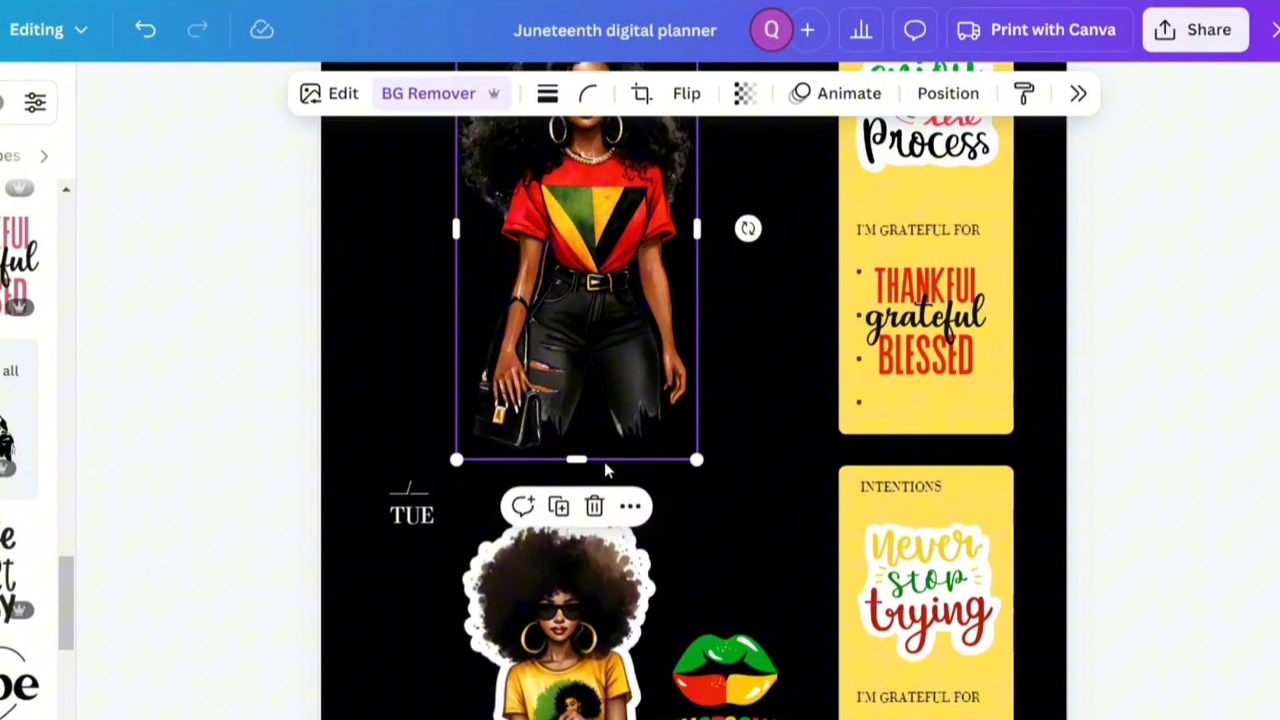 Editing
Juneteenth digital planner
Q
Print with Canva
Share
Edit
BG Remover
Flip
Animate
Position
the
Process
I'M GRATEFUL FOR
THANKFUL
grateful
BLESSED
all
TUE
INTENTIONS
never
stop
trying
I'M GRATEFUL FOR